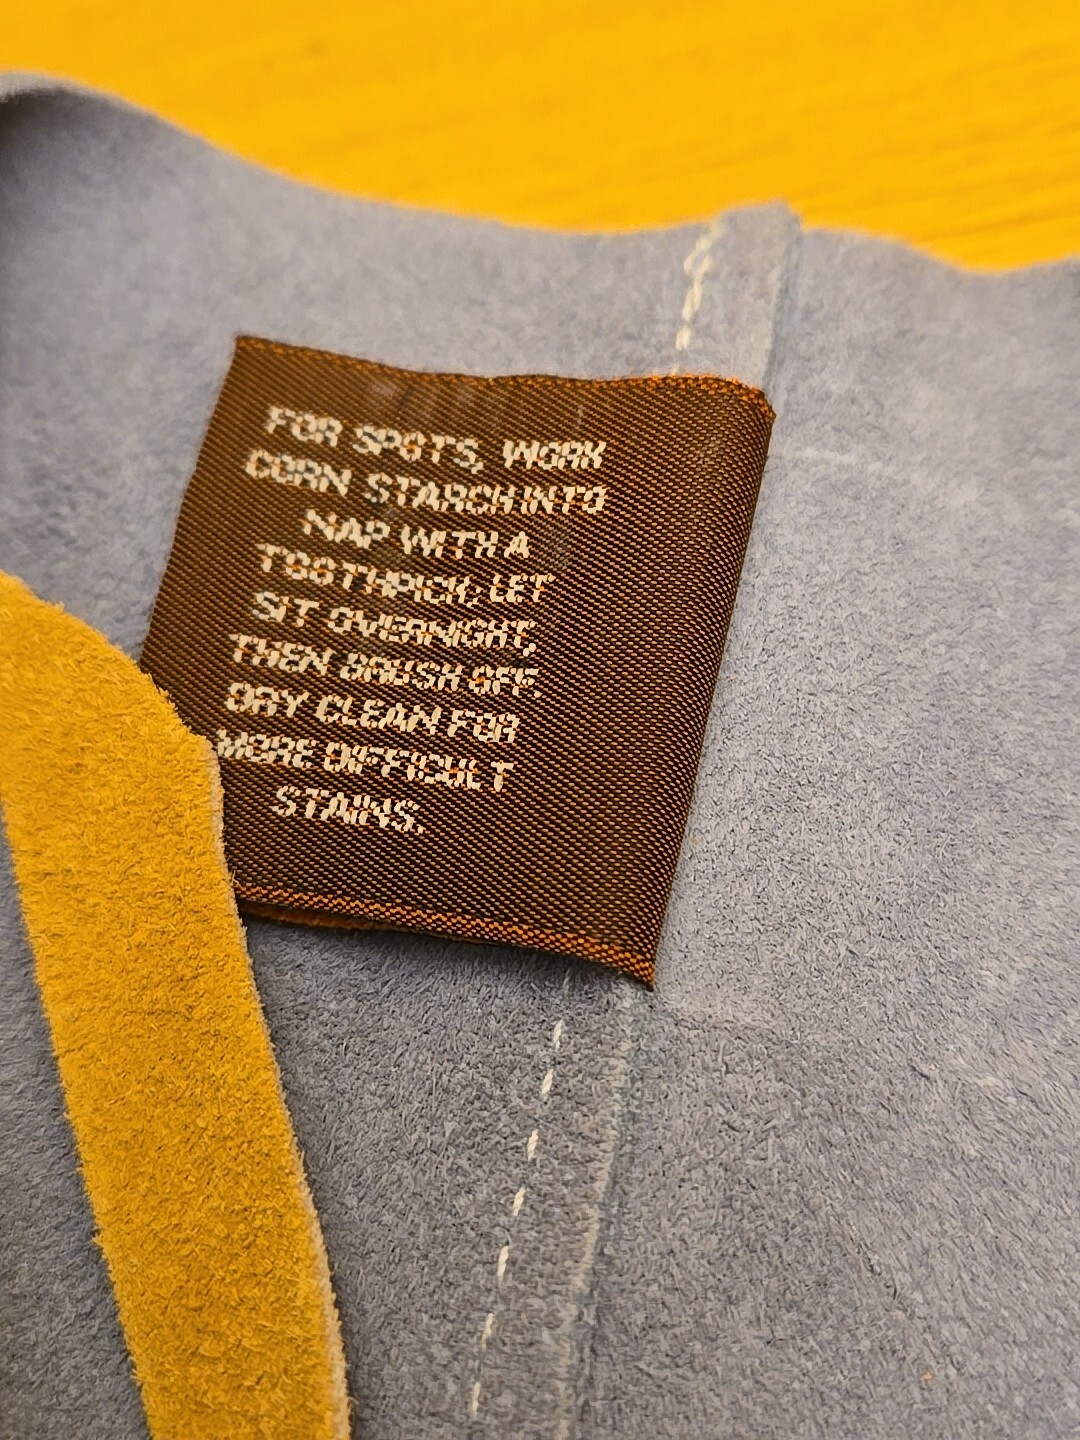 FOR SPOTS, WORK
CORN STARCH INTO
NAP WITH A
TOOTHPICK, LET
SIT OVERNIGHT,
THEN BRUSH OFF.
DRY CLEAN FOR
MORE DIFFICULT
STAINS.